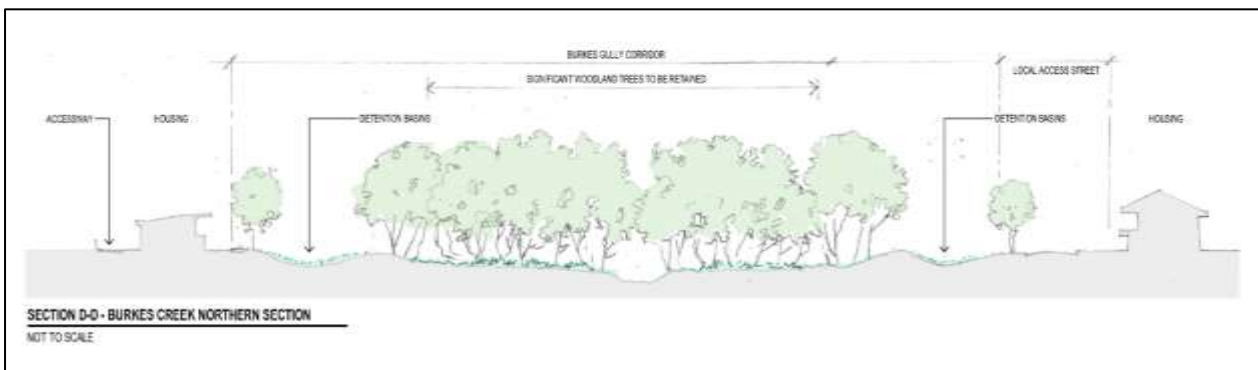 BURKES GULLY CORRIDOR
SIGNIFICANT WOODLAND TREES TO BE RETAINED
LOCAL ACCESS STREET
ACCESSWAY
HOUSING
DETENTION BASINS
DETENTION BASINS
HOUSING
SECTION D-D - BURKES CREEK NORTHERN SECTION
NOT TO SCALE